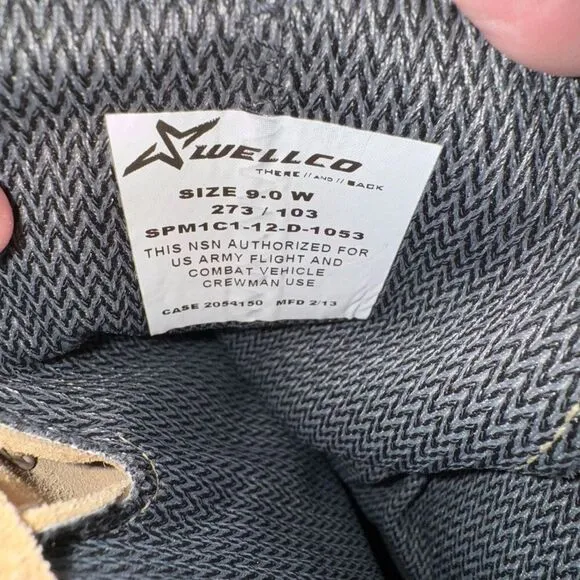 WELLCO
THERE // AND // BACK
SIZE 9.0 W
273 / 103
SPM1C1-12-D-1053
THIS NSN AUTHORIZED FOR
US ARMY FLIGHT AND
COMBAT VEHICLE
CREWMAN USE
CASE 2054150 MFD 2/13